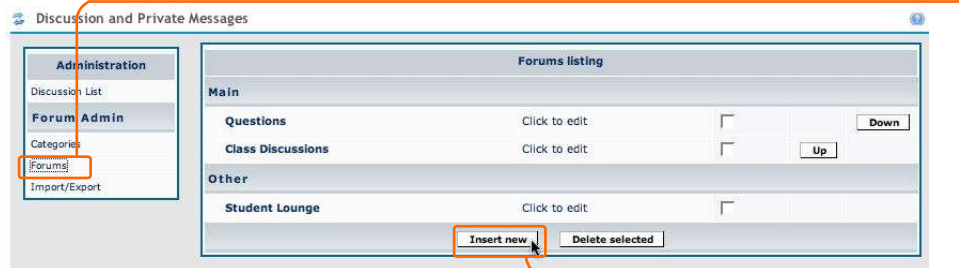 Discussion and Private Messages
Administration
Discussion List
Forum Admin
Categories
Forums
Import/Export
Forums listing
Main
Questions Click to edit Down
Class Discussions Click to edit Up
Other
Student Lounge Click to edit
Insert new Delete selected